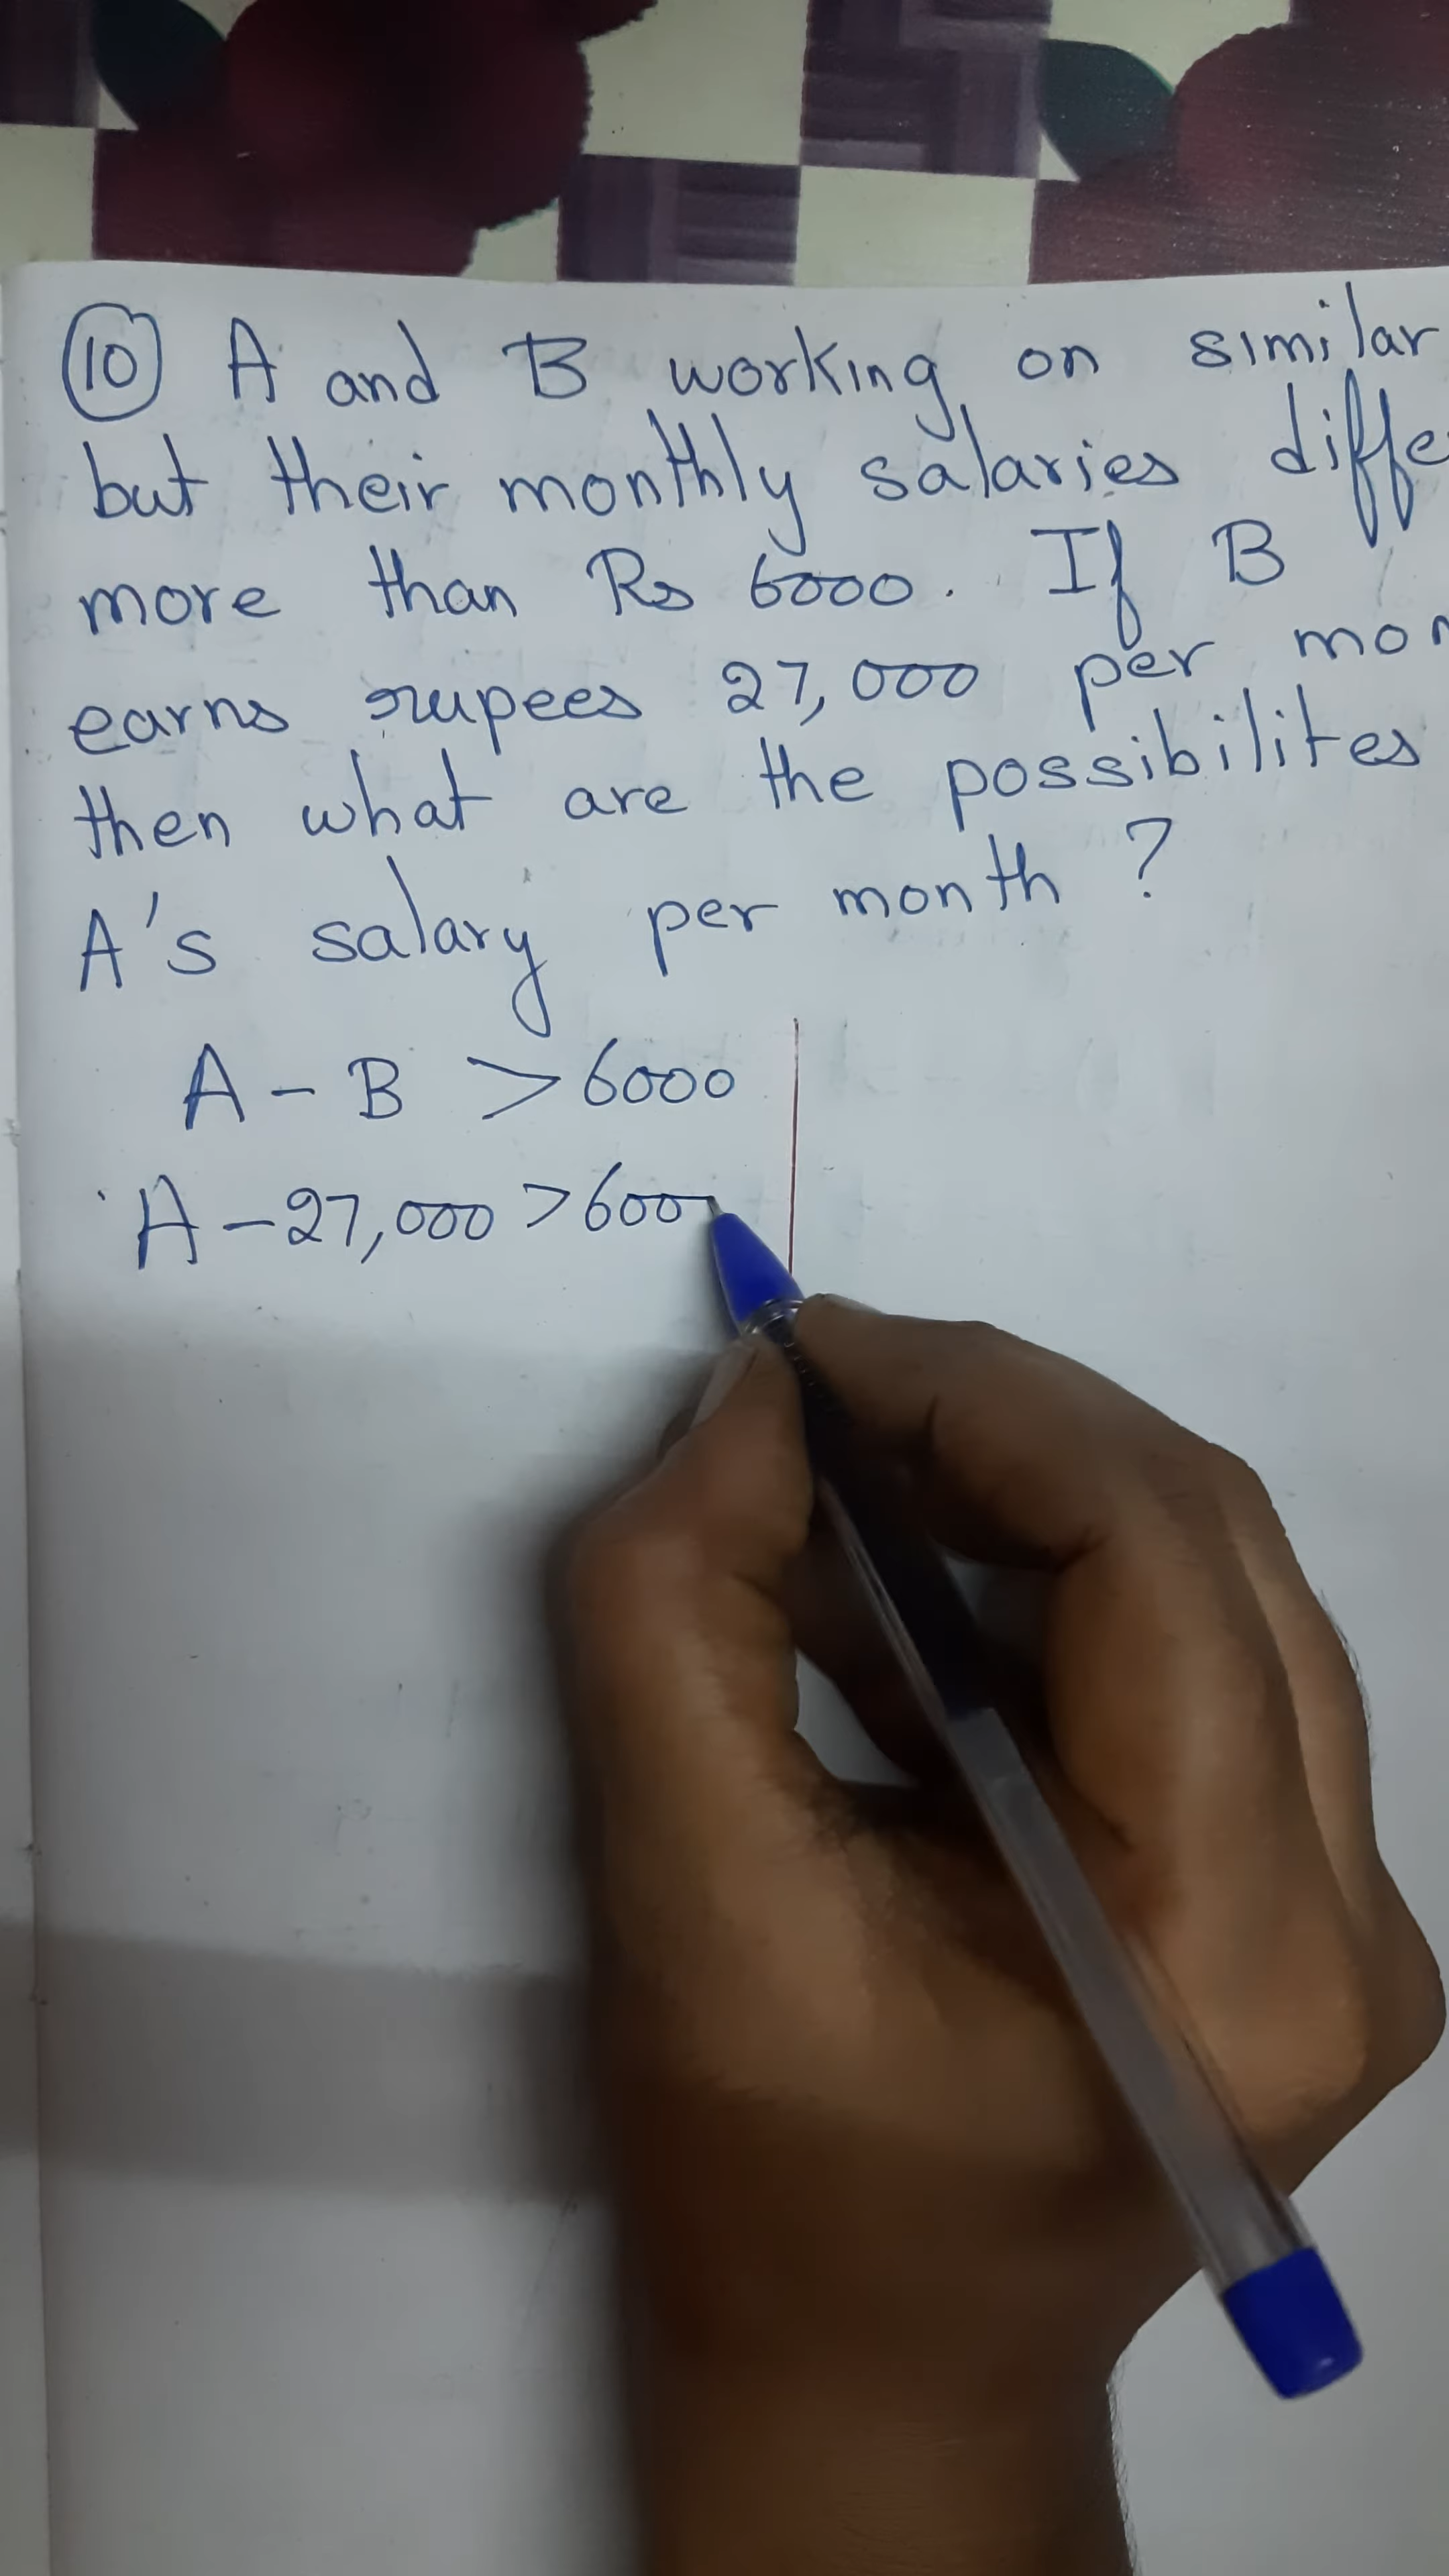 10 A and B working on similar
but their monthly salaries diffe
more than Rs 6000. If B
earns rupees 27,000 per mon
then what are the possibilites
A's salary per month ?
A - B > 6000
A - 27,000 > 600